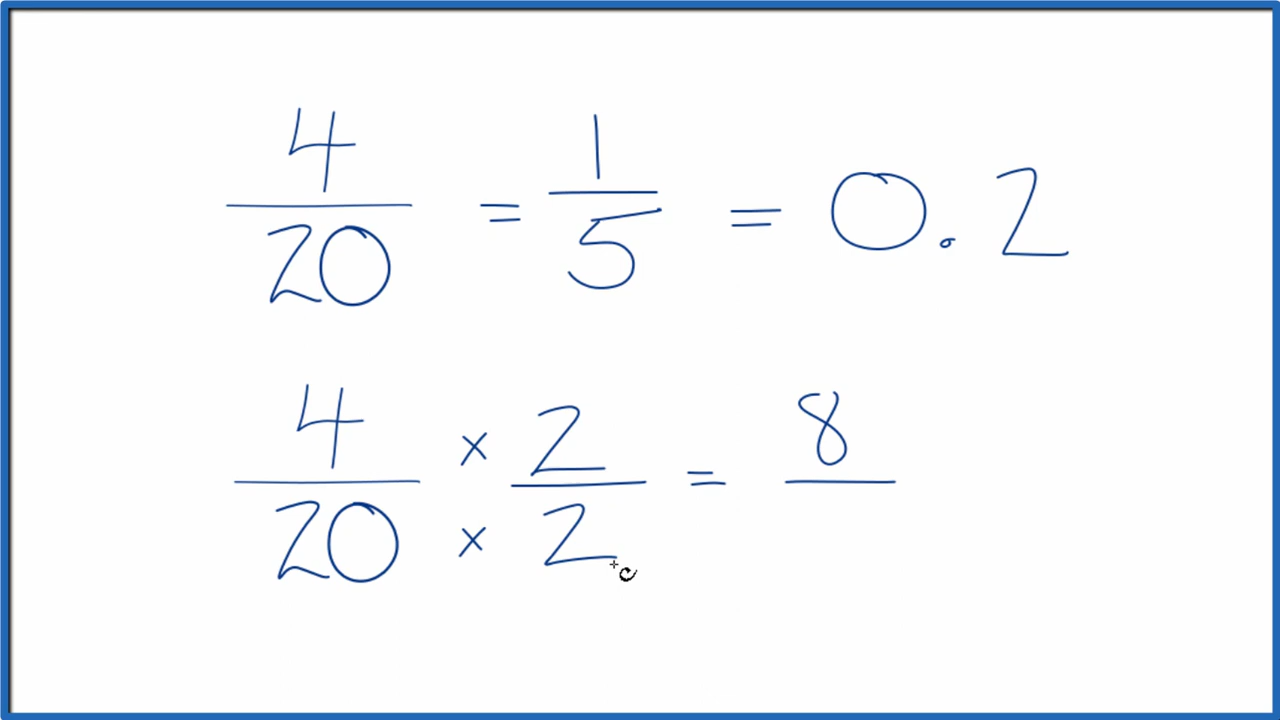 4/20 = 1/5 = 0.2
4/20 × 2/2 = 8/